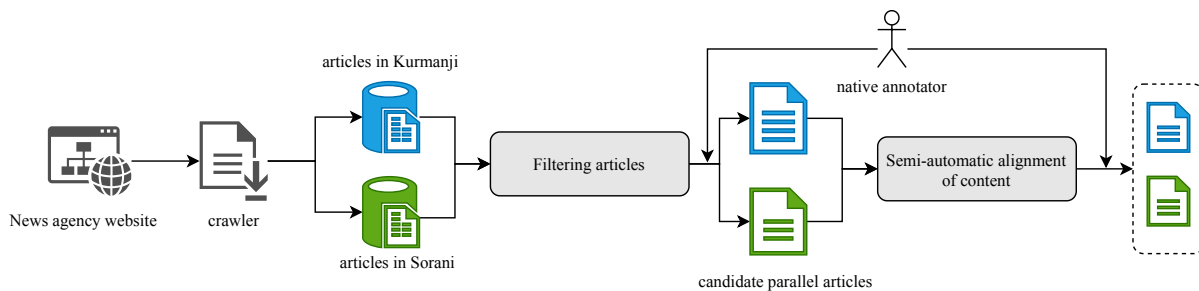 News agency website
crawler
articles in Kurmanji
articles in Sorani
Filtering articles
candidate parallel articles
native annotator
Semi-automatic alignment
of content